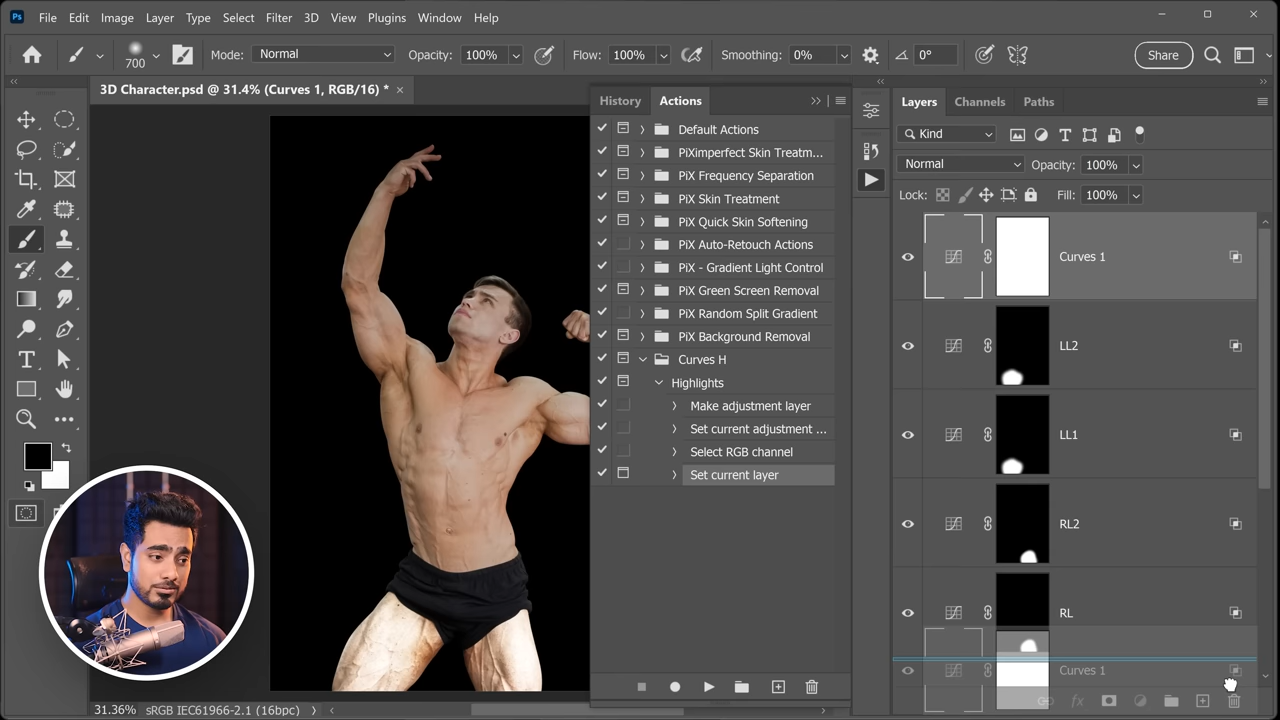 Ps File Edit Image Layer Type Select Filter 3D View Plugins Window Help
700 Mode: Normal Opacity: 100% Flow: 100% Smoothing: 0% 0° Share
3D Character.psd @ 31.4% (Curves 1, RGB/16) *
History Actions
Default Actions
PiXimperfect Skin Treatm...
PiX Frequency Separation
PiX Skin Treatment
PiX Quick Skin Softening
PiX Auto-Retouch Actions
PiX - Gradient Light Control
PiX Green Screen Removal
PiX Random Split Gradient
PiX Background Removal
Curves H
Highlights
Make adjustment layer
Set current adjustment ...
Select RGB channel
Set current layer
Layers Channels Paths
Kind
Normal Opacity: 100%
Lock: Fill: 100%
Curves 1
LL2
LL1
RL2
RL
Curves 1
fx
31.36% sRGB IEC61966-2.1 (16bpc)